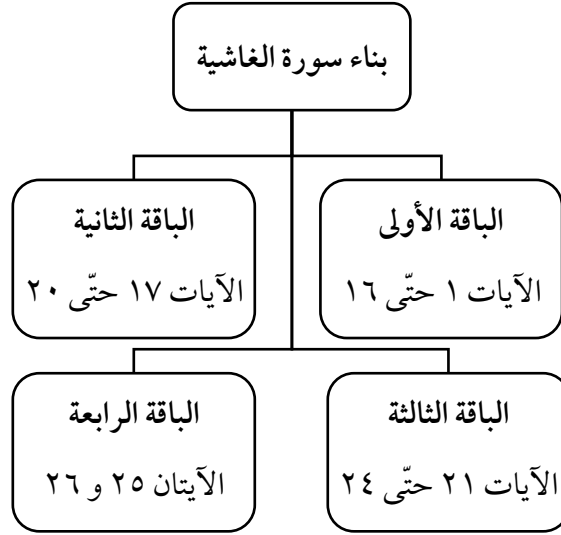 بناء سورة الغاشية
الباقة الأولى
الآيات ١ حتّى ١٦
الباقة الثانية
الآيات ١٧ حتّى ٢٠
الباقة الثالثة
الآيات ٢١ حتّى ٢٤
الباقة الرابعة
الآيتان ٢٥ و ٢٦